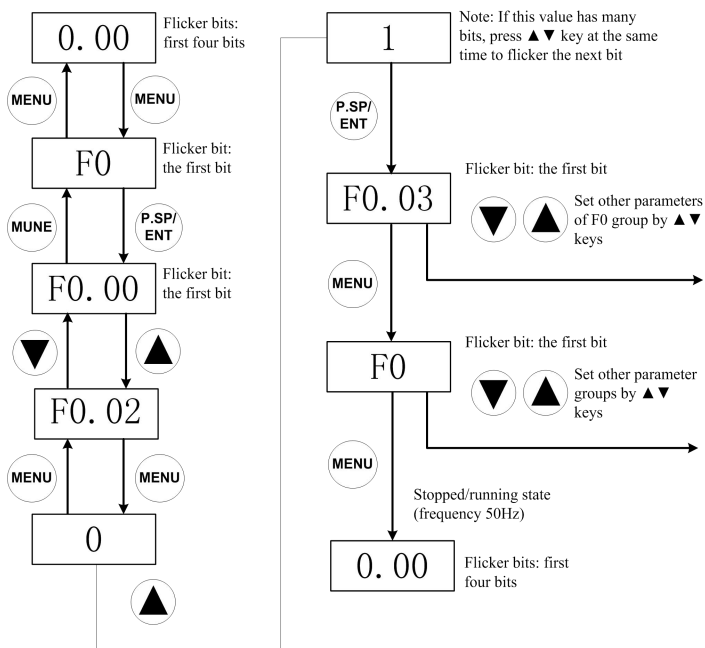 0.00
Flicker bits:
first four bits
MENU
MENU
F0
Flicker bit:
the first bit
MUNE
P.SP/
ENT
F0.00
Flicker bit:
the first bit
▼
▲
F0.02
MENU
MENU
0
▲
1
Note: If this value has many
bits, press ▲ ▼ key at the same
time to flicker the next bit
P.SP/
ENT
Flicker bit: the first bit
F0.03
▼ ▲
Set other parameters
of F0 group by ▲ ▼
keys
MENU
Flicker bit: the first bit
F0
▼ ▲
Set other parameter
groups by ▲ ▼
keys
MENU
Stopped/running state
(frequency 50Hz)
0.00
Flicker bits: first
four bits